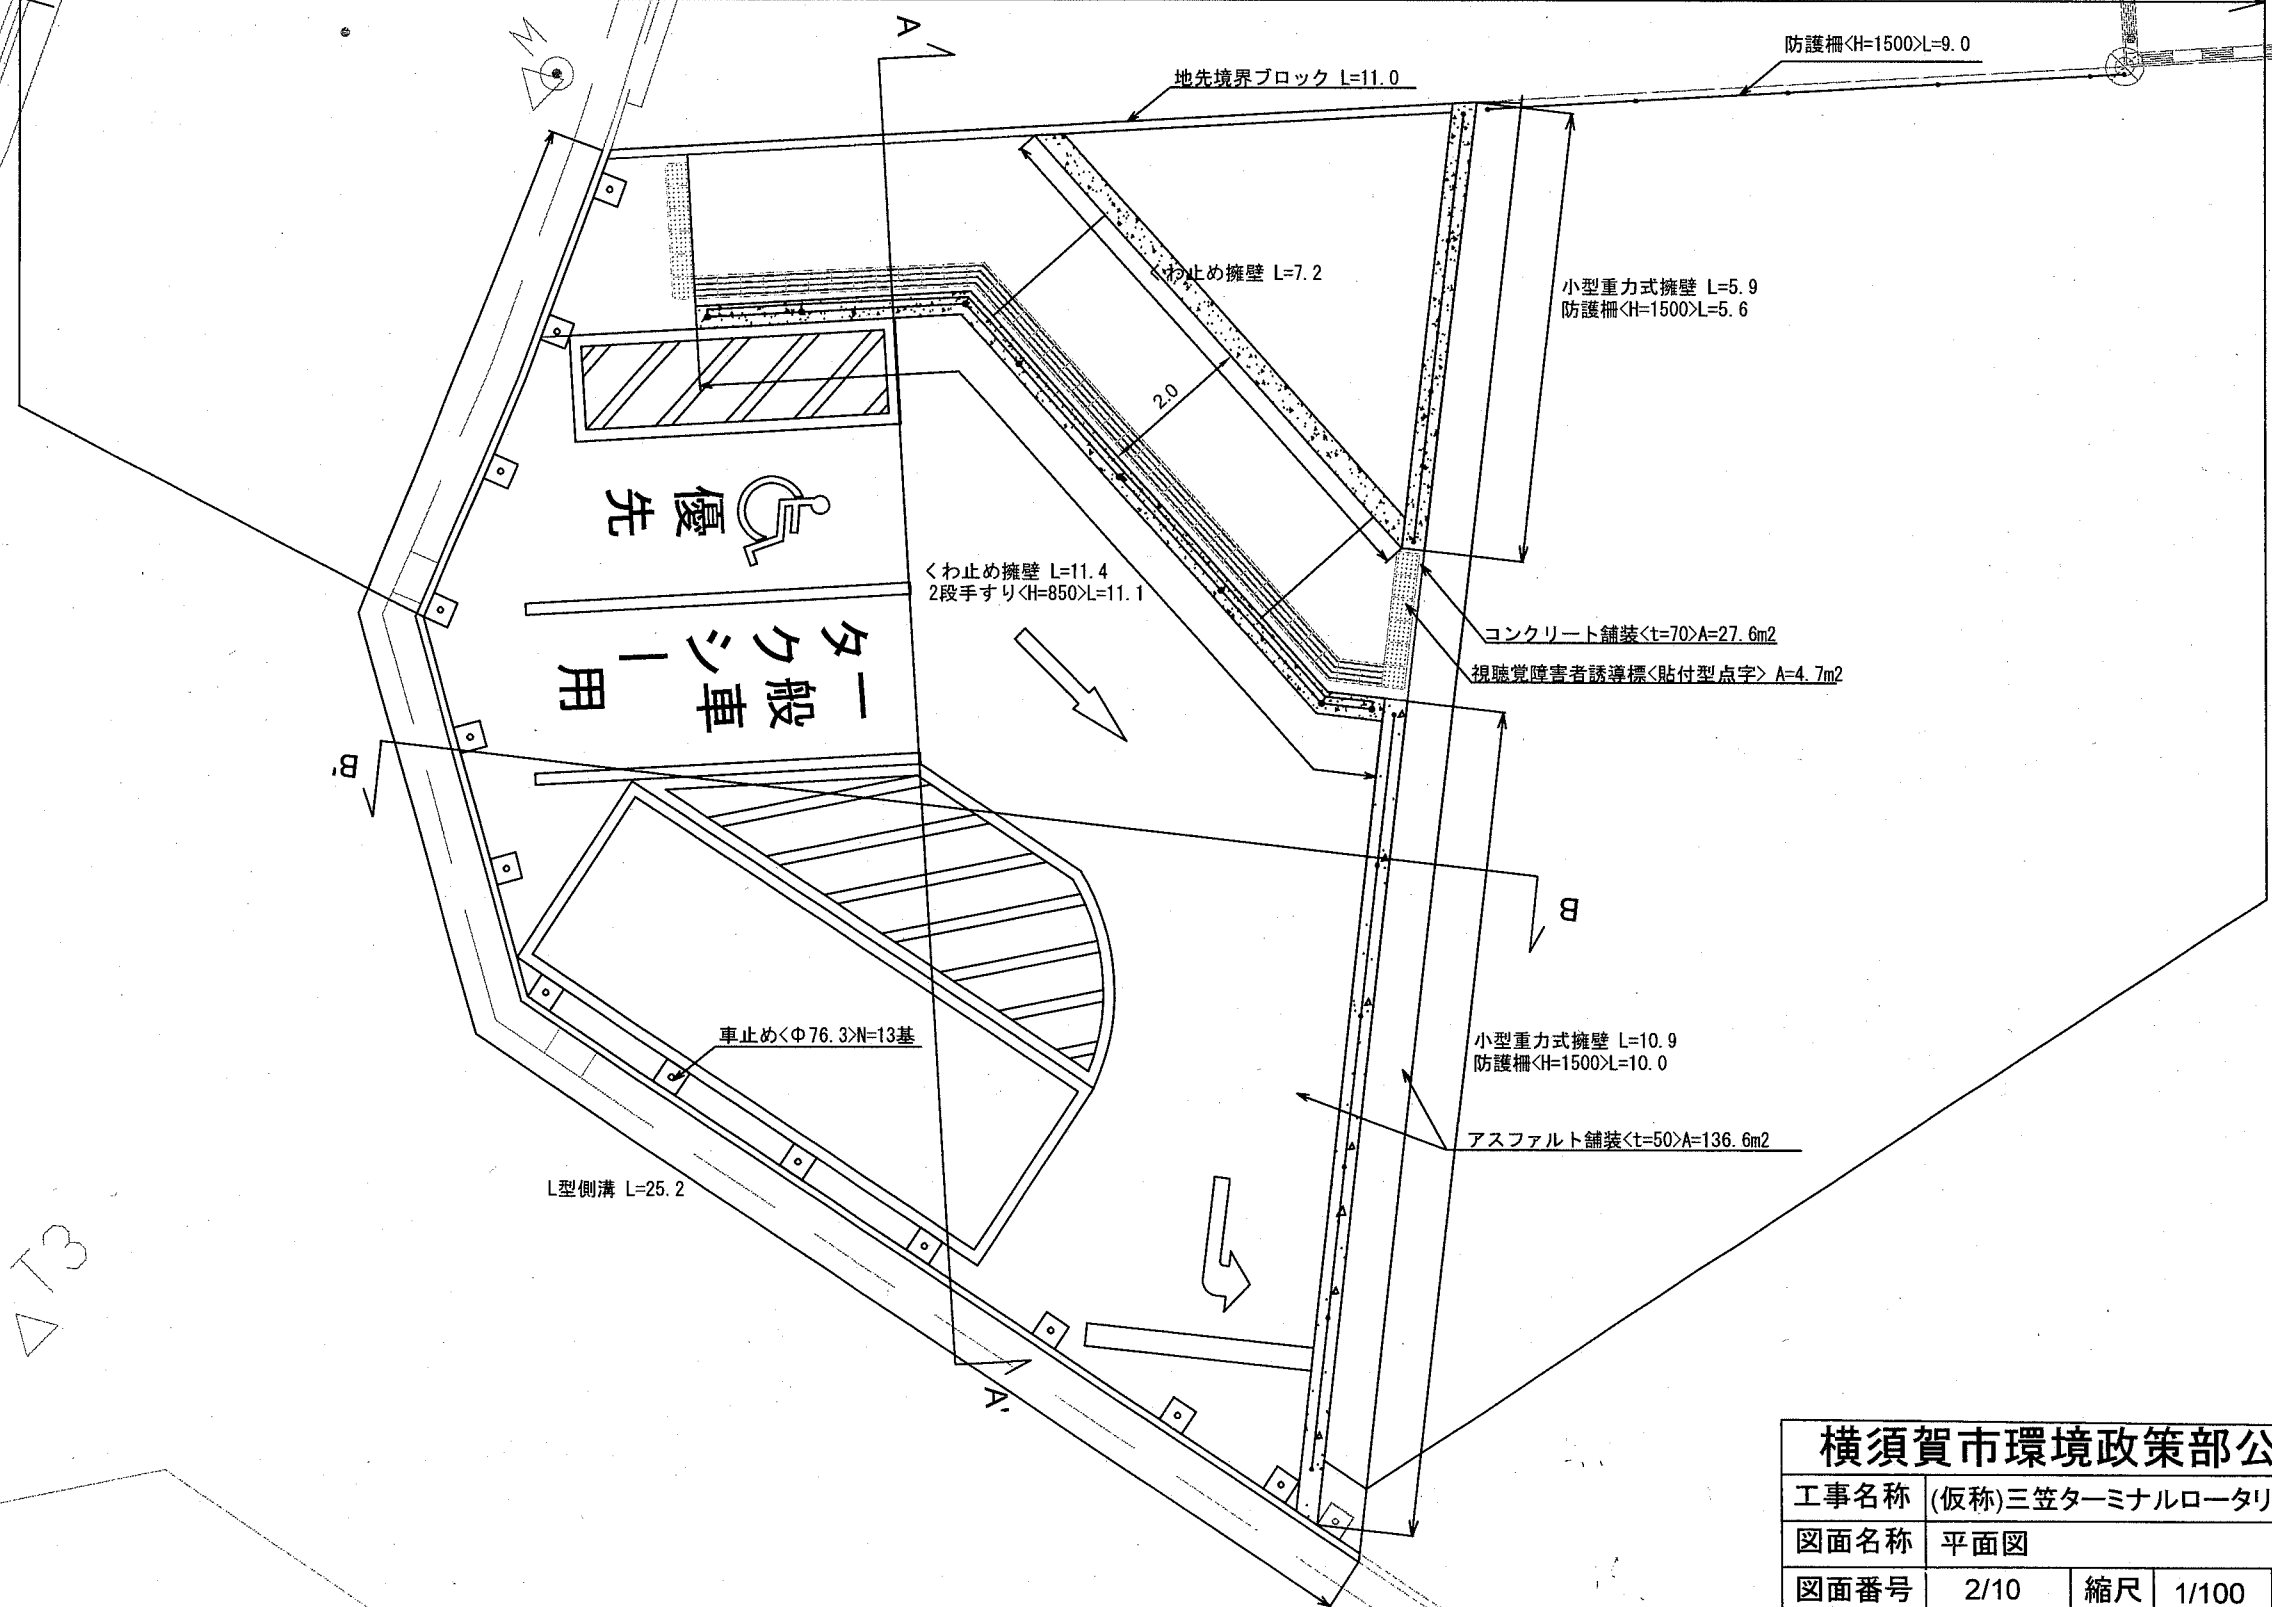 A
M
防護柵<H=1500>L=9.0
地先境界ブロック L=11.0
くわ止め擁壁 L=7.2
小型重力式擁壁 L=5.9
防護柵<H=1500>L=5.6
2.0
優先
くわ止め擁壁 L=11.4
2段手すり<H=850>L=11.1
コンクリート舗装<t=70>A=27.6m2
視聴覚障害者誘導標<貼付型点字> A=4.7m2
タクシー
一般車用
B'
B
車止め<Φ76.3>N=13基
小型重力式擁壁 L=10.9
防護柵<H=1500>L=10.0
アスファルト舗装<t=50>A=136.6m2
L型側溝 L=25.2
T3
A'
横須賀市環境政策部公
工事名称 (仮称)三笠ターミナルロータリ
図面名称 平面図
図面番号 2/10 縮尺 1/100